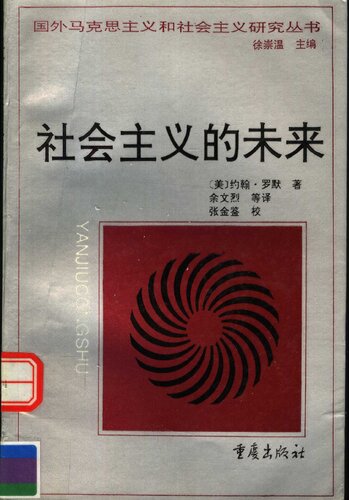 国外马克思主义和社会主义研究丛书
徐崇温 主编
社会主义的未来
〔美〕约翰·罗默 著
余文烈 等译
张金鉴 校
YANJIUCONGSHU
4
重庆出版社